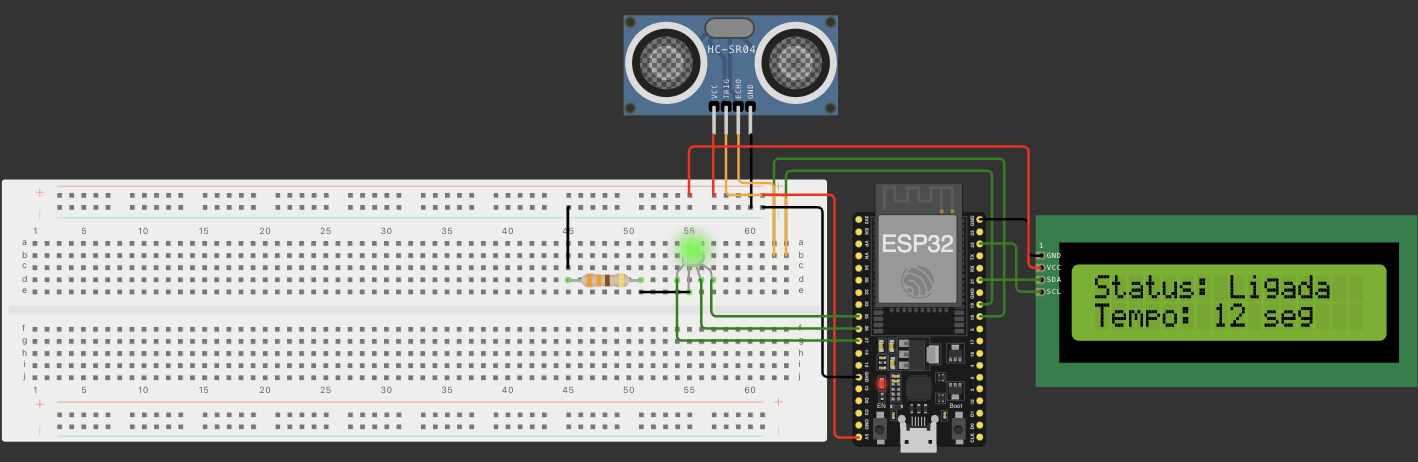 HC-SR04
VCC
TRIG
ECHO
GND
1 5 10 15 20 25 30 35 40 45 50 55 60
a a
b b
c c
d d
e e
f f
g g
h h
i i
j j
1 5 10 15 20 25 30 35 40 45 50 55 60
ESP32
EN
Boot
1
GND
VCC
SDA
SCL
Status: Ligada
Tempo: 12 seg